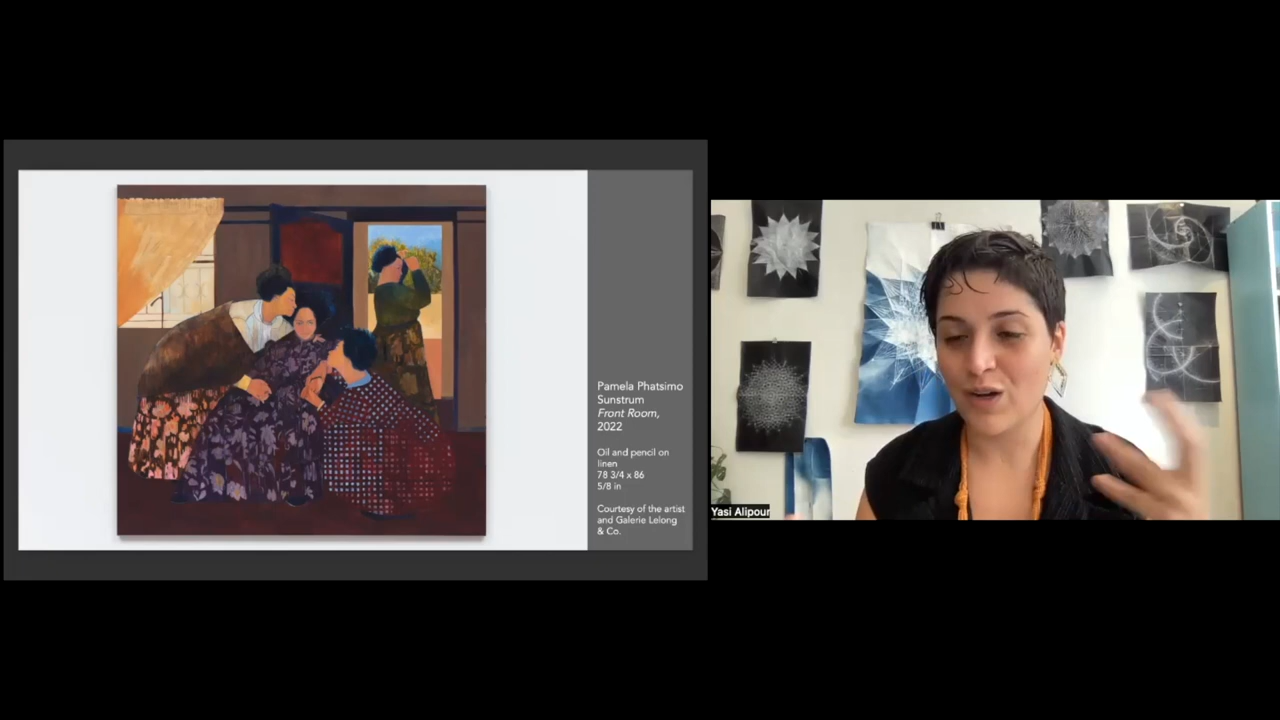 Pamela Phatsimo
Sunstrum
Front Room,
2022
Oil and pencil on
linen
78 3/4 x 86
5/8 in
Courtesy of the artist
and Galerie Lelong
& Co.
Yasi Alipour